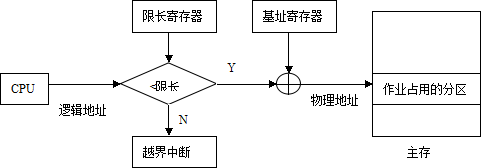 限长寄存器
基址寄存器
CPU
逻辑地址
<限长
Y
N
越界中断
物理地址
作业占用的分区
主存